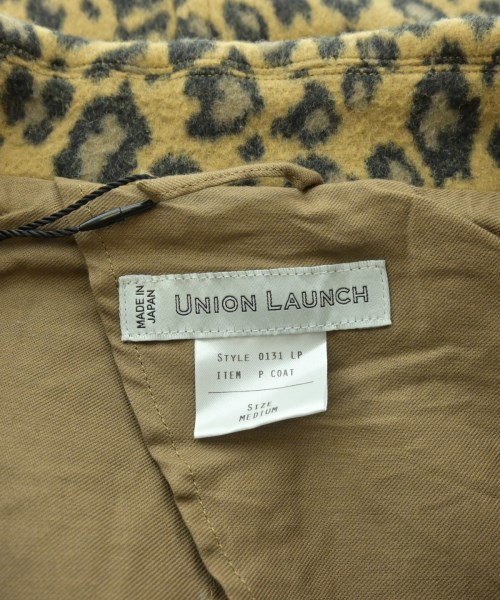 MADE IN
JAPAN
UNION LAUNCH
STYLE 0131 LP
ITEM P COAT
SIZE
MEDIUM